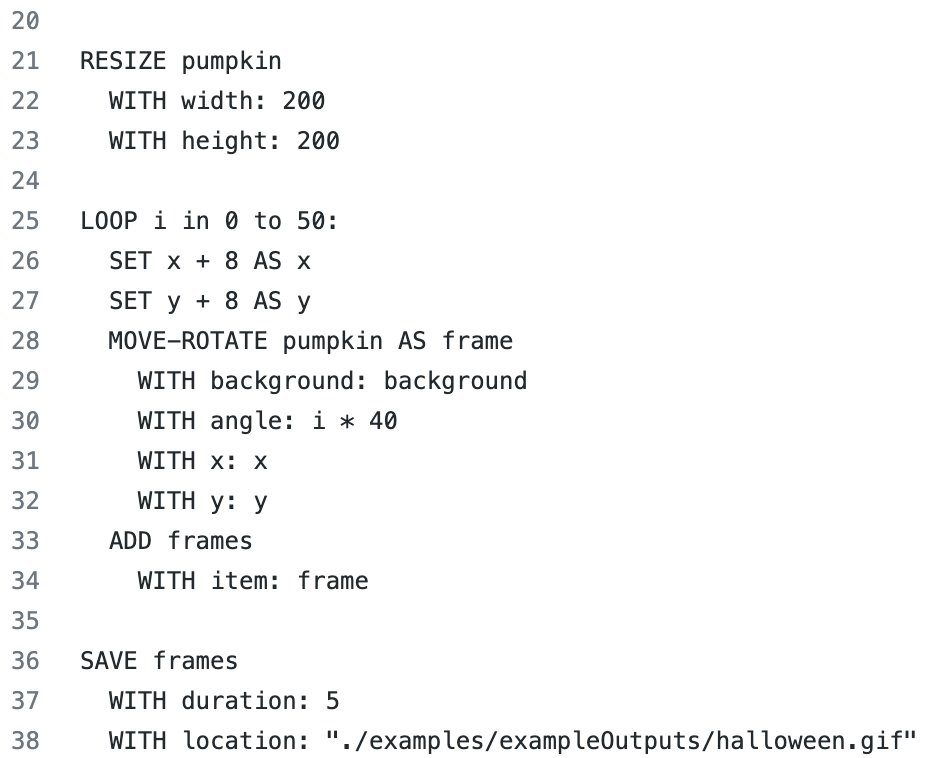 20
21 RESIZE pumpkin
22 WITH width: 200
23 WITH height: 200
24
25 LOOP i in 0 to 50:
26 SET x + 8 AS x
27 SET y + 8 AS y
28 MOVE-ROTATE pumpkin AS frame
29 WITH background: background
30 WITH angle: i * 40
31 WITH x: x
32 WITH y: y
33 ADD frames
34 WITH item: frame
35
36 SAVE frames
37 WITH duration: 5
38 WITH location: "./examples/exampleOutputs/halloween.gif"